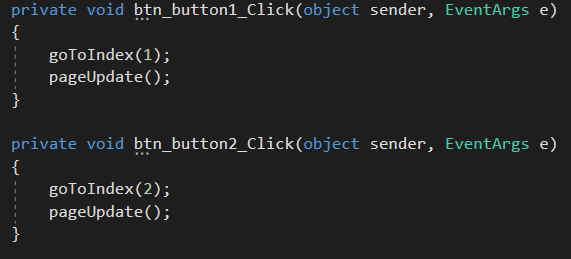 private void btn_button1_Click(object sender, EventArgs e)
{
    goToIndex(1);
    pageUpdate();
}
private void btn_button2_Click(object sender, EventArgs e)
{
    goToIndex(2);
    pageUpdate();
}